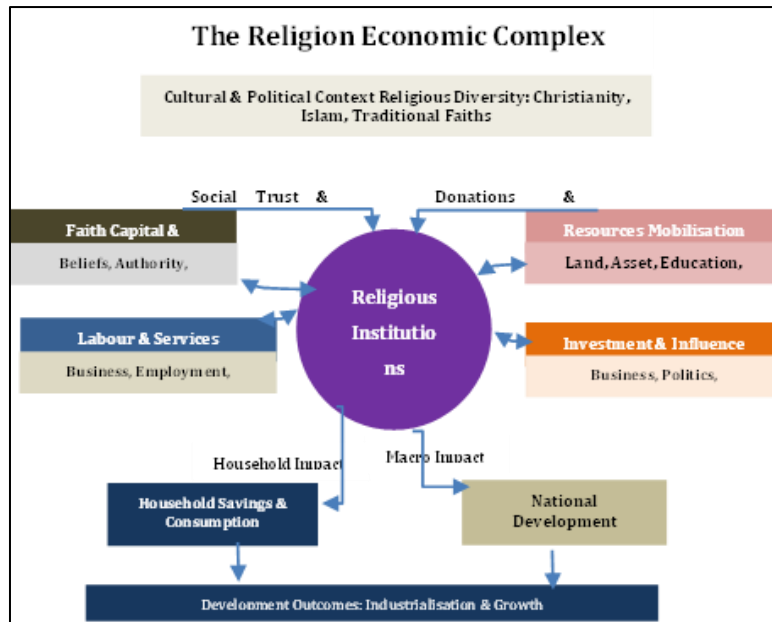 The Religion Economic Complex
Cultural & Political Context Religious Diversity: Christianity,
Islam, Traditional Faiths
Social Trust &
Donations &
Faith Capital &
Beliefs, Authority,
Resources Mobilisation
Land, Asset, Education,
Religious
Institutio
ns
Labour & Services
Business, Employment,
Investment & Influence
Business, Politics,
Household Impact
Macro Impact
Household Savings &
Consumption
National
Development
Development Outcomes: Industrialisation & Growth